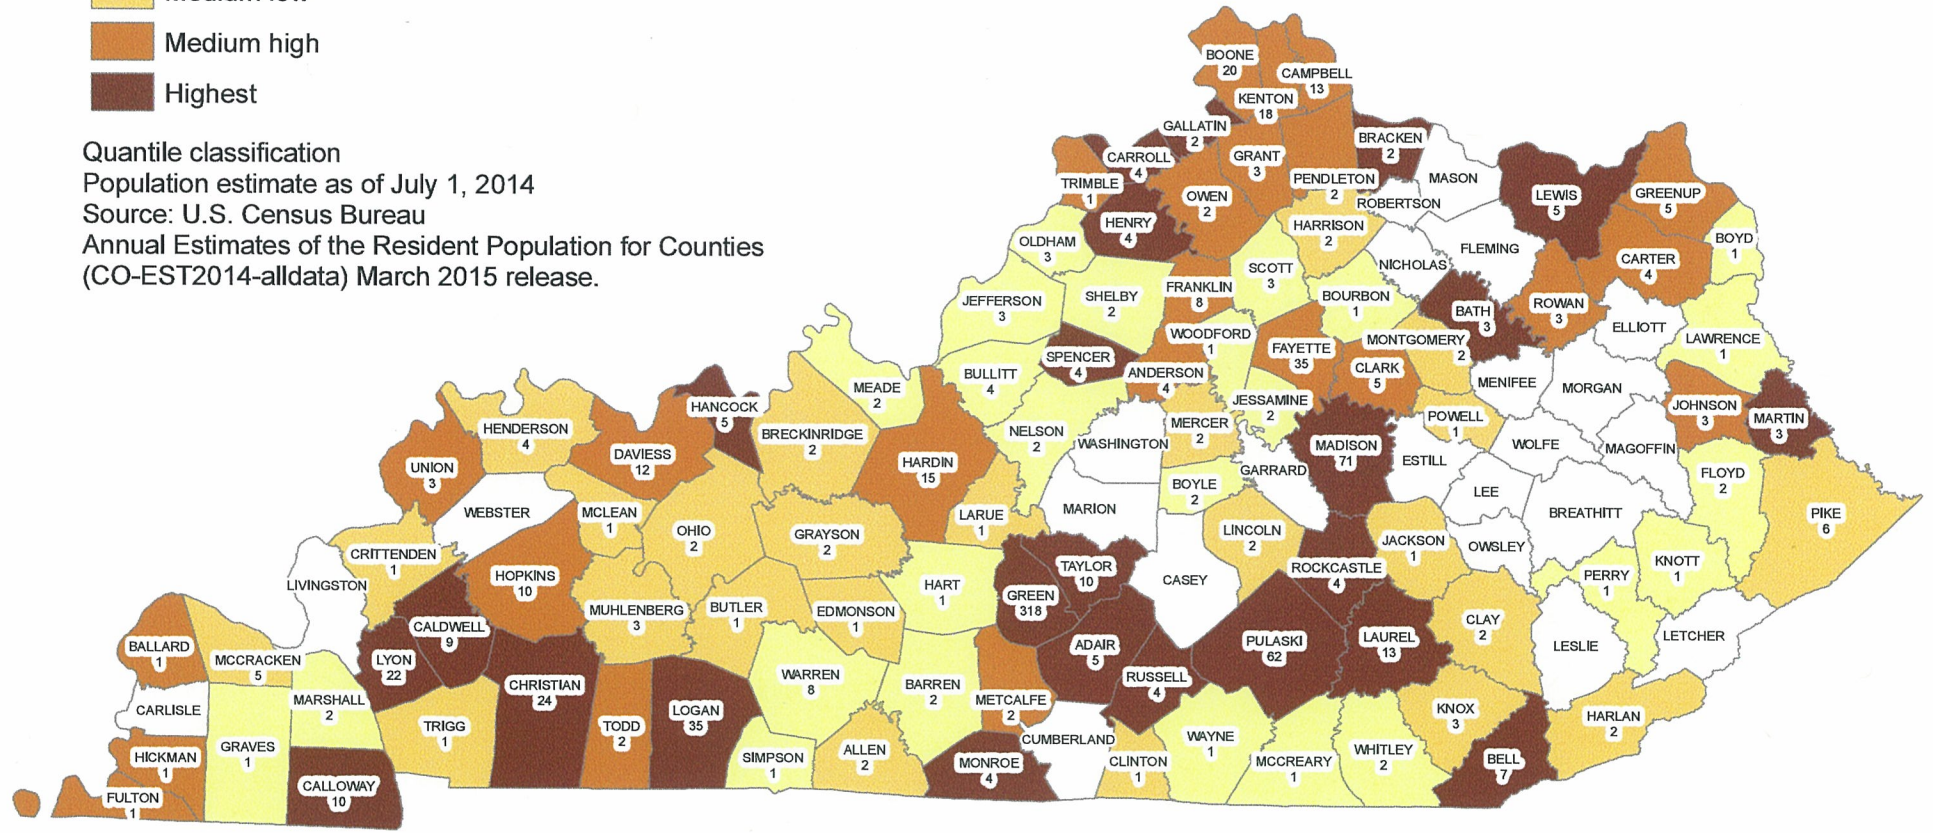 Medium low
Medium high
Highest
Quantile classification
Population estimate as of July 1, 2014
Source: U.S. Census Bureau
Annual Estimates of the Resident Population for Counties
(CO-EST2014-alldata) March 2015 release.
BOONE
20
CAMPBELL
13
KENTON
18
GALLATIN
2
BRACKEN
2
CARROLL
4
GRANT
3
PENDLETON
2
MASON
TRIMBLE
1
OWEN
2
ROBERTSON
LEWIS
5
GREENUP
5
HENRY
4
HARRISON
2
OLDHAM
3
FLEMING
BOYD
1
SCOTT
3
NICHOLAS
CARTER
4
JEFFERSON
3
SHELBY
2
FRANKLIN
8
BOURBON
1
BATH
3
ROWAN
3
ELLIOTT
WOODFORD
1
FAYETTE
35
MONTGOMERY
2
LAWRENCE
1
SPENCER
4
ANDERSON
4
CLARK
5
MENIFEE
MORGAN
BULLITT
4
MEADE
2
JESSAMINE
2
JOHNSON
3
MARTIN
3
HANCOCK
5
HENDERSON
4
BRECKINRIDGE
2
NELSON
2
WASHINGTON
MERCER
2
MADISON
71
POWELL
1
WOLFE
MAGOFFIN
UNION
3
DAVIESS
12
HARDIN
15
GARRARD
ESTILL
FLOYD
2
BOYLE
2
LEE
WEBSTER
MCLEAN
1
OHIO
2
GRAYSON
2
LARUE
1
MARION
LINCOLN
2
JACKSON
1
BREATHITT
PIKE
6
OWSLEY
CRITTENDEN
1
LIVINGSTON
HOPKINS
10
MUHLENBERG
3
BUTLER
1
EDMONSON
1
HART
1
GREEN
318
TAYLOR
10
CASEY
ROCKCASTLE
4
PERRY
1
KNOTT
1
CALDWELL
9
CLAY
2
BALLARD
1
MCCRACKEN
5
LYON
22
ADAIR
5
PULASKI
62
LAUREL
13
LESLIE
LETCHER
CARLISLE
MARSHALL
2
CHRISTIAN
24
WARREN
8
BARREN
2
METCALFE
2
RUSSELL
4
TRIGG
1
TODD
2
LOGAN
35
KNOX
3
HARLAN
2
HICKMAN
1
GRAVES
1
CUMBERLAND
WAYNE
1
WHITLEY
2
BELL
7
SIMPSON
1
ALLEN
2
MONROE
4
CLINTON
1
MCCREARY
1
FULTON
1
CALLOWAY
10